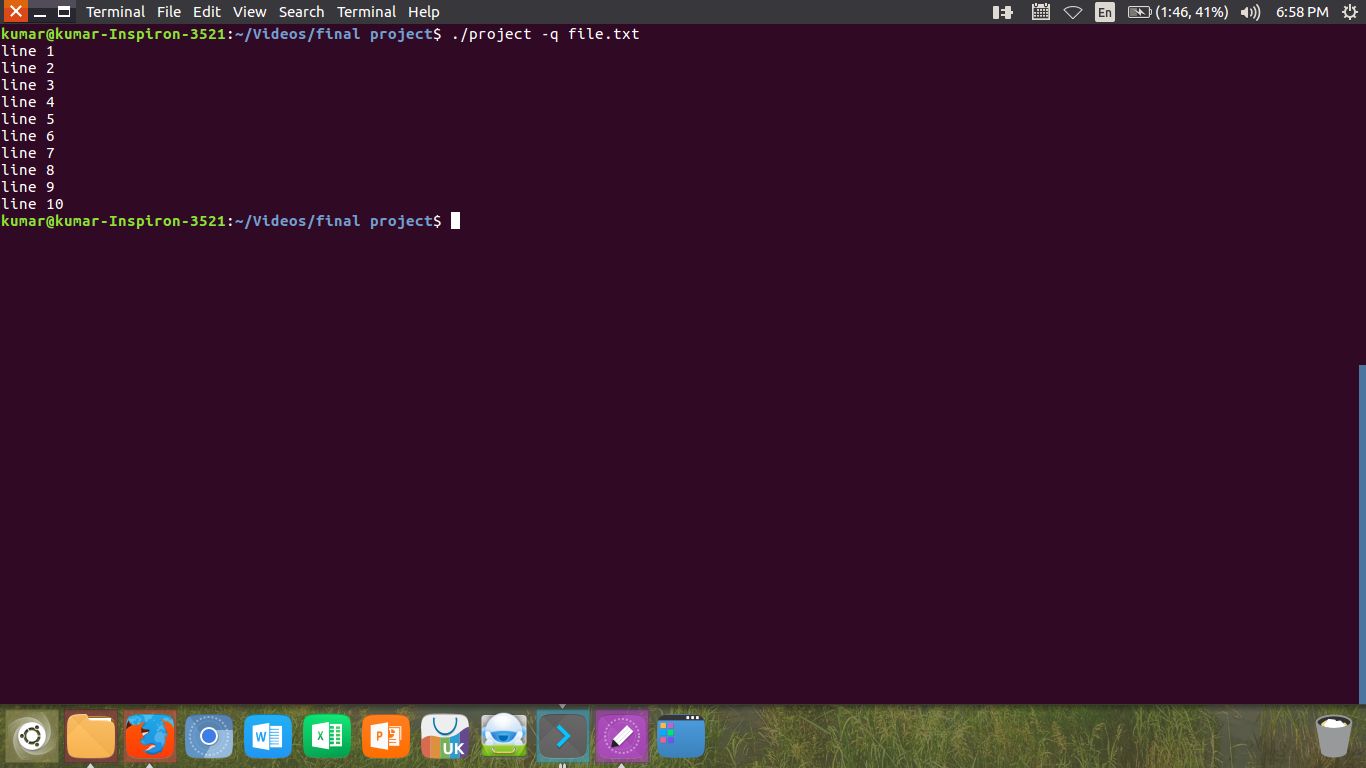 Terminal File Edit View Search Terminal Help En (1:46, 41%) 6:58 PM
kumar@kumar-Inspiron-3521:~/Videos/final project$ ./project -q file.txt
line 1
line 2
line 3
line 4
line 5
line 6
line 7
line 8
line 9
line 10
kumar@kumar-Inspiron-3521:~/Videos/final project$
W X P UK